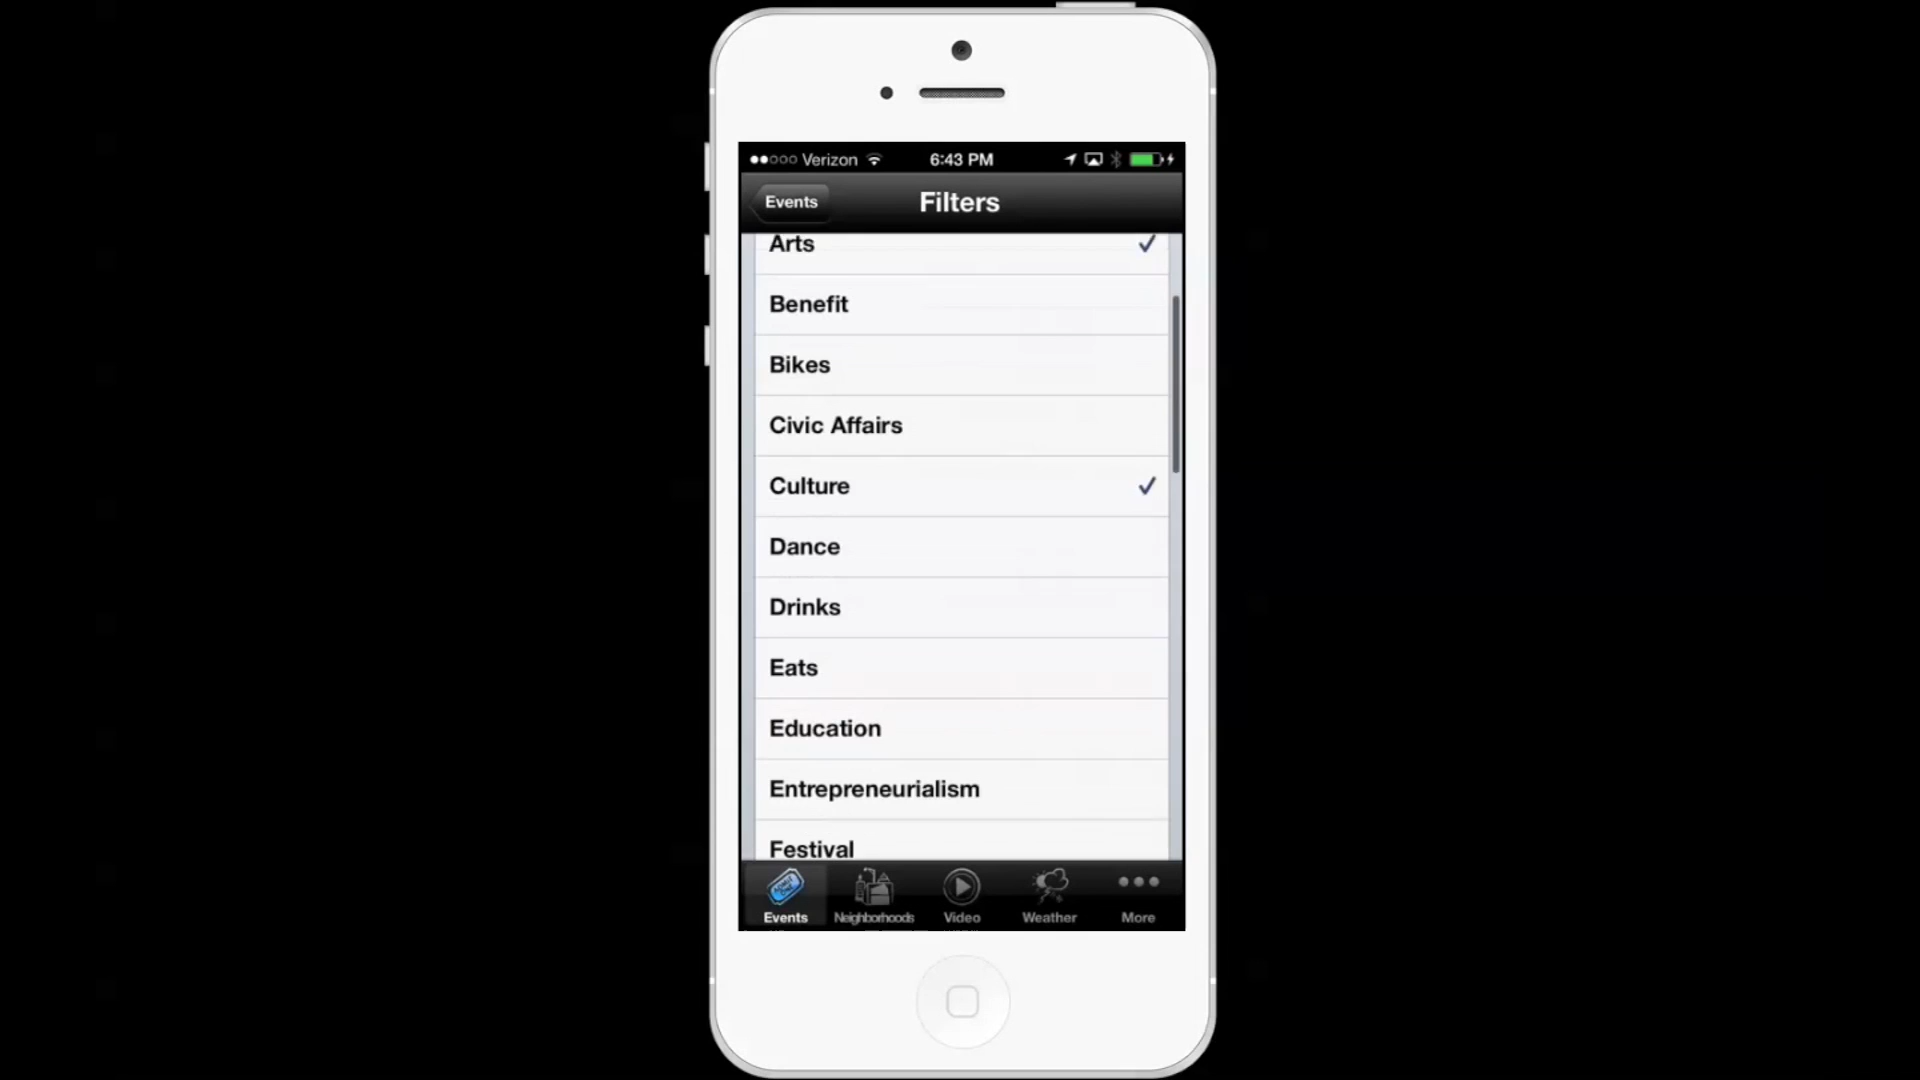 Verizon 6:43 PM
Events Filters
Arts
Benefit
Bikes
Civic Affairs
Culture
Dance
Drinks
Eats
Education
Entrepreneurialism
Festival
Events Neighborhoods Video Weather More